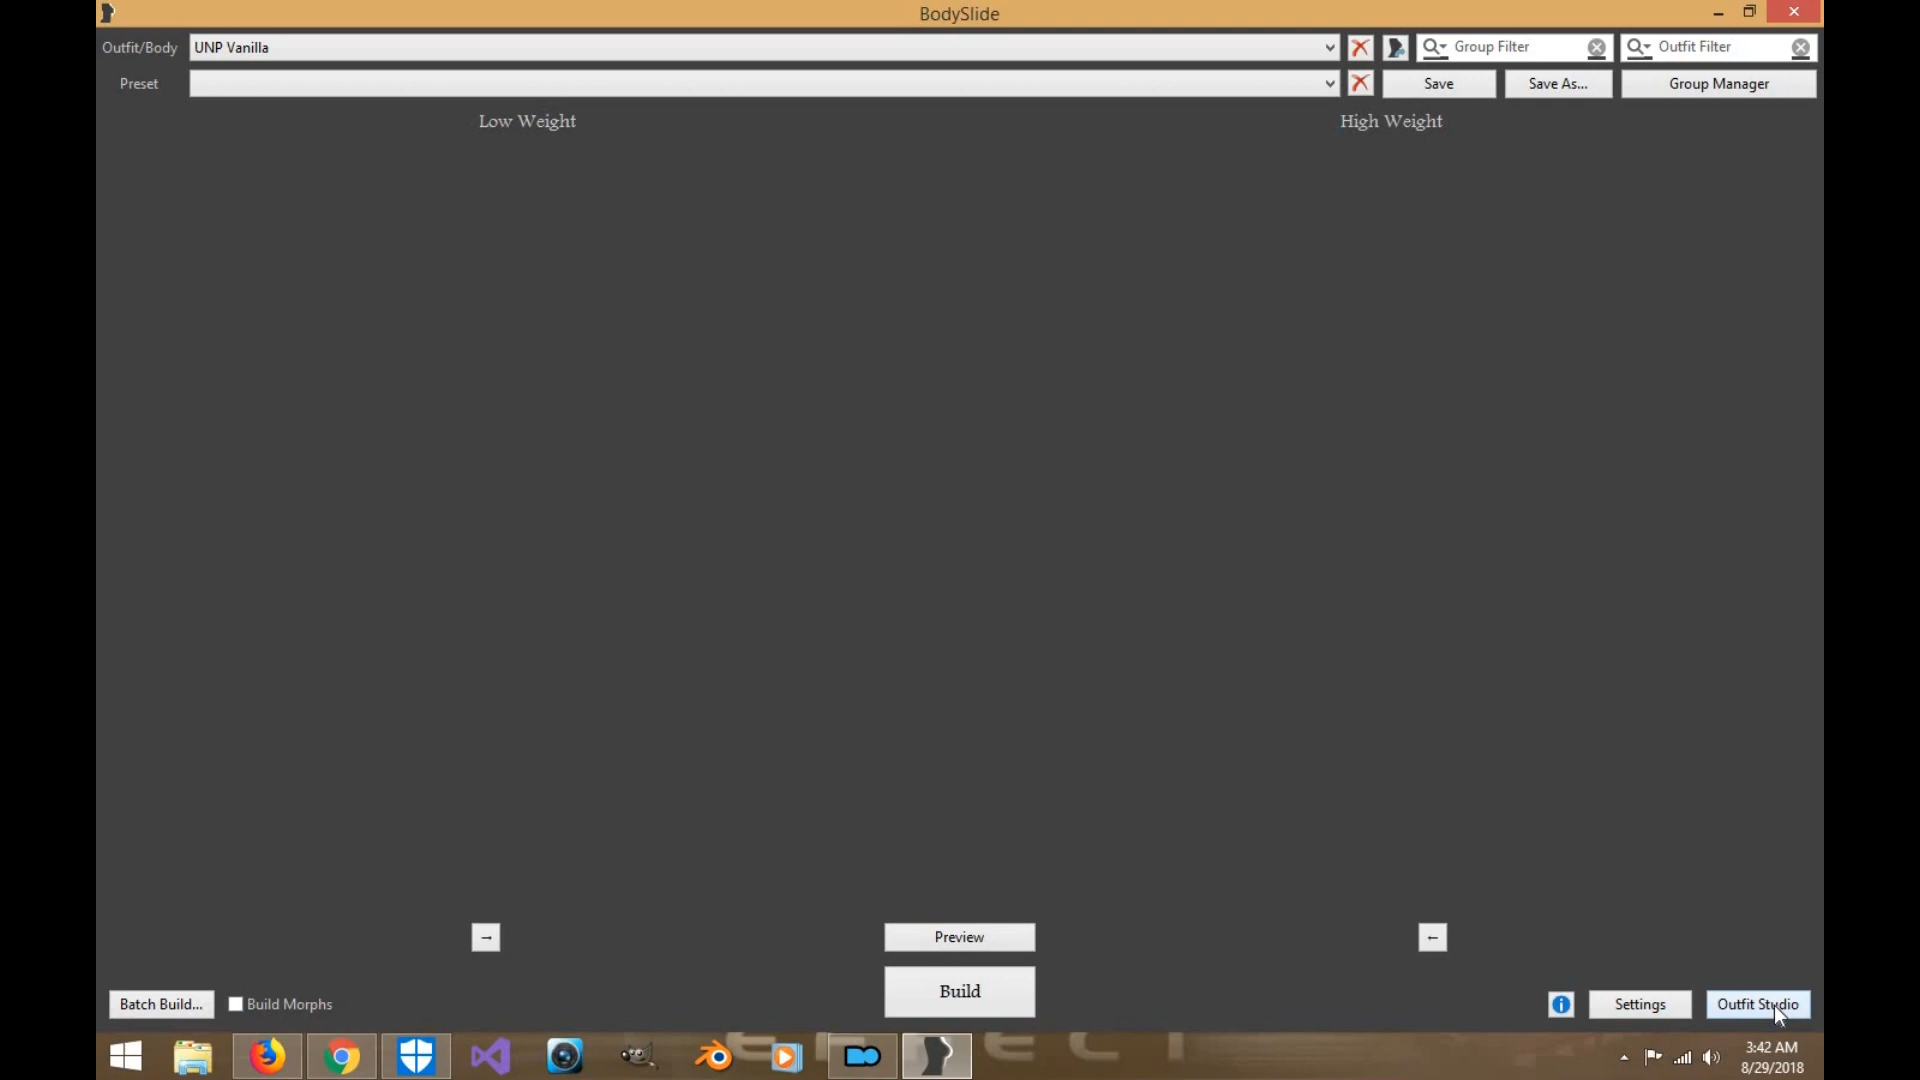 BodySlide
Outfit/Body
UNP Vanilla
Group Filter
Outfit Filter
Preset
Save
Save As...
Group Manager
Low Weight
High Weight
→
Preview
←
Build
Batch Build...
Build Morphs
Settings
Outfit Studio
3:42 AM
8/29/2018